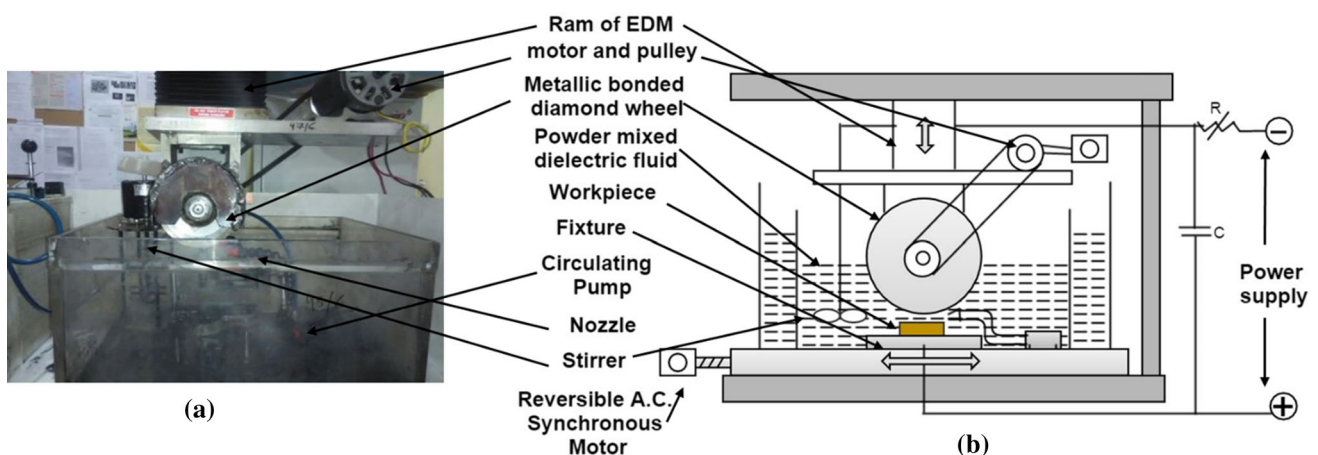 Ram of EDM
motor and pulley
Metallic bonded
diamond wheel
Powder mixed
dielectric fluid
Workpiece
Fixture
Circulating
Pump
Nozzle
Stirrer
Reversible A.C.
Synchronous
Motor
R
C
Power
supply
(a)
(b)